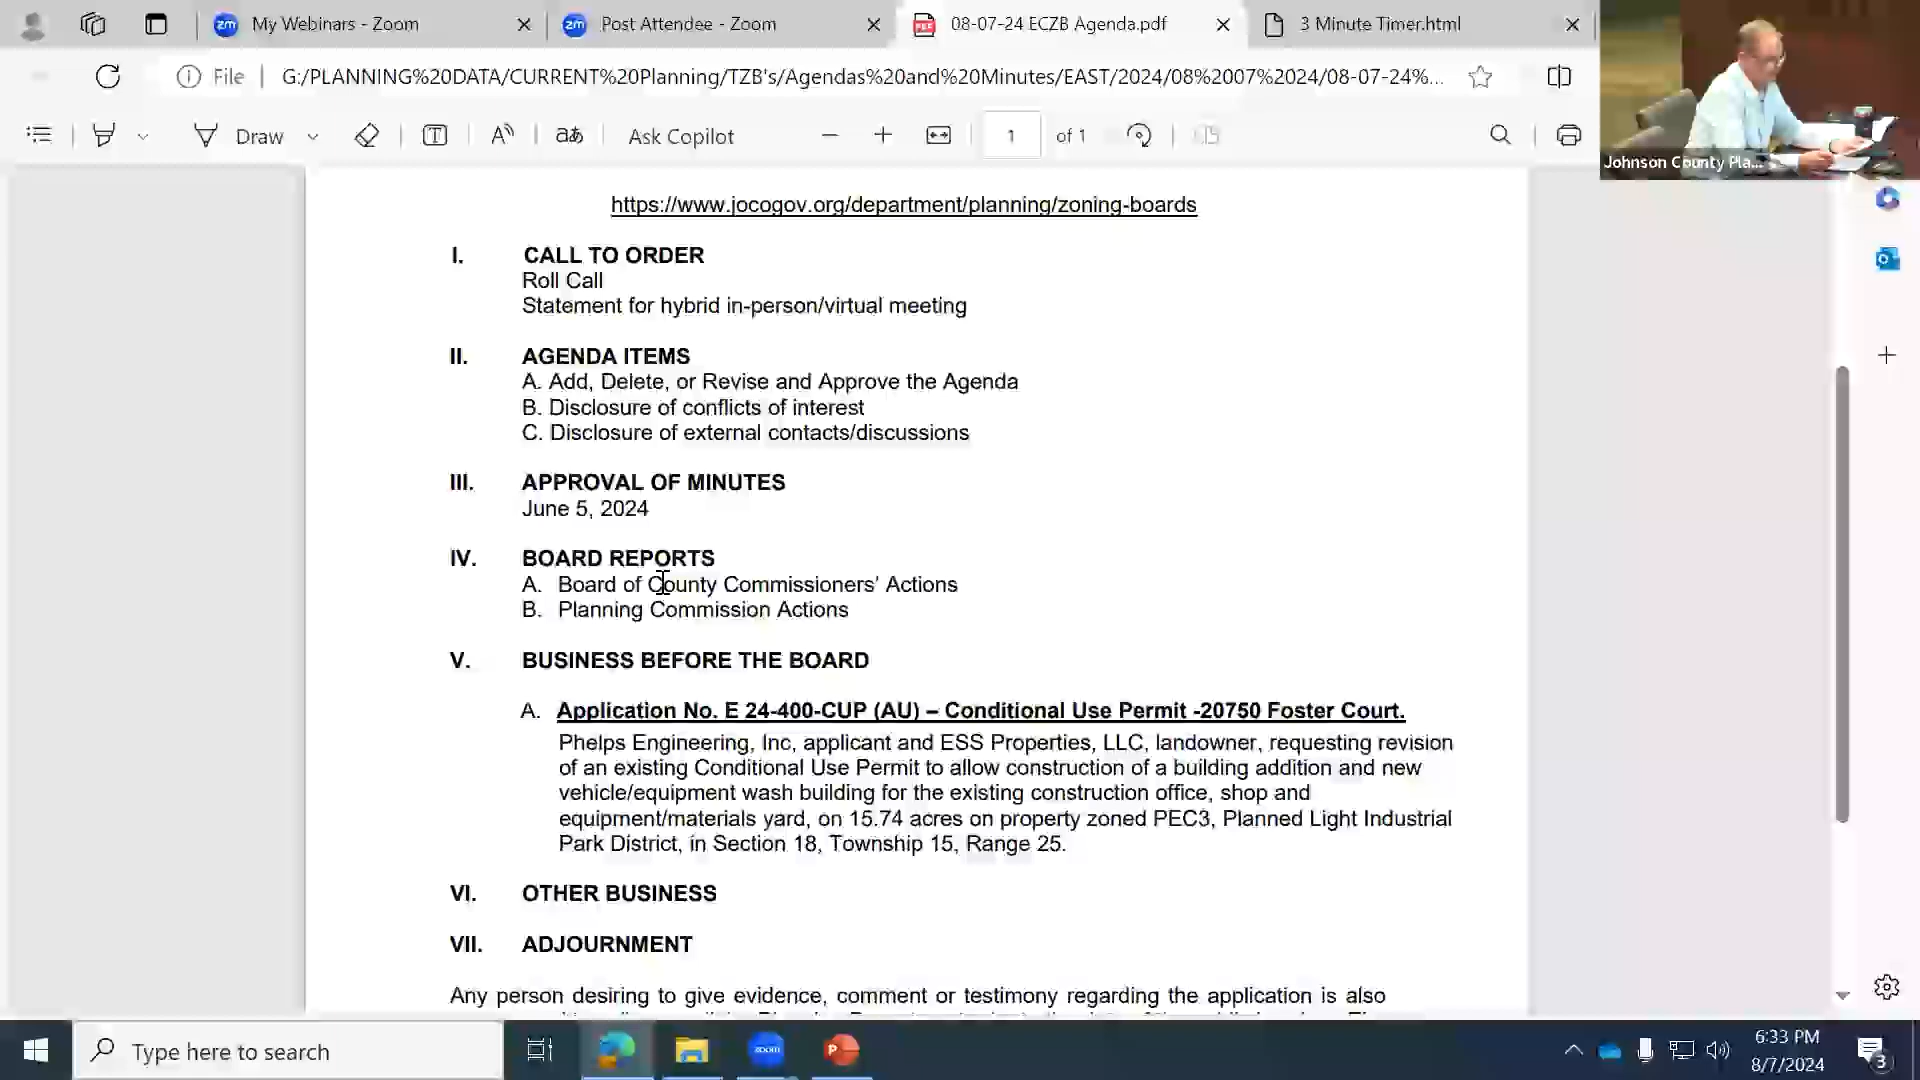 My Webinars - Zoom
Post Attendee - Zoom
08-07-24 ECZB Agenda.pdf
3 Minute Timer.html
File
G:/PLANNING%20DATA/CURRENT%20Planning/TZB's/Agendas%20and%20Minutes/EAST/2024/08%2007%2024/08-07-24%...
Draw
Ask Copilot
1 of 1
Johnson County Pla...
https://www.jocogov.org/department/planning/zoning-boards
I. CALL TO ORDER
Roll Call
Statement for hybrid in-person/virtual meeting
II. AGENDA ITEMS
A. Add, Delete, or Revise and Approve the Agenda
B. Disclosure of conflicts of interest
C. Disclosure of external contacts/discussions
III. APPROVAL OF MINUTES
June 5, 2024
IV. BOARD REPORTS
A. Board of County Commissioners' Actions
B. Planning Commission Actions
V. BUSINESS BEFORE THE BOARD
A. Application No. E 24-400-CUP (AU) – Conditional Use Permit -20750 Foster Court.
Phelps Engineering, Inc, applicant and ESS Properties, LLC, landowner, requesting revision
of an existing Conditional Use Permit to allow construction of a building addition and new
vehicle/equipment wash building for the existing construction office, shop and
equipment/materials yard, on 15.74 acres on property zoned PEC3, Planned Light Industrial
Park District, in Section 18, Township 15, Range 25.
VI. OTHER BUSINESS
VII. ADJOURNMENT
Any person desiring to give evidence, comment or testimony regarding the application is also
Type here to search
6:33 PM
8/7/2024
3